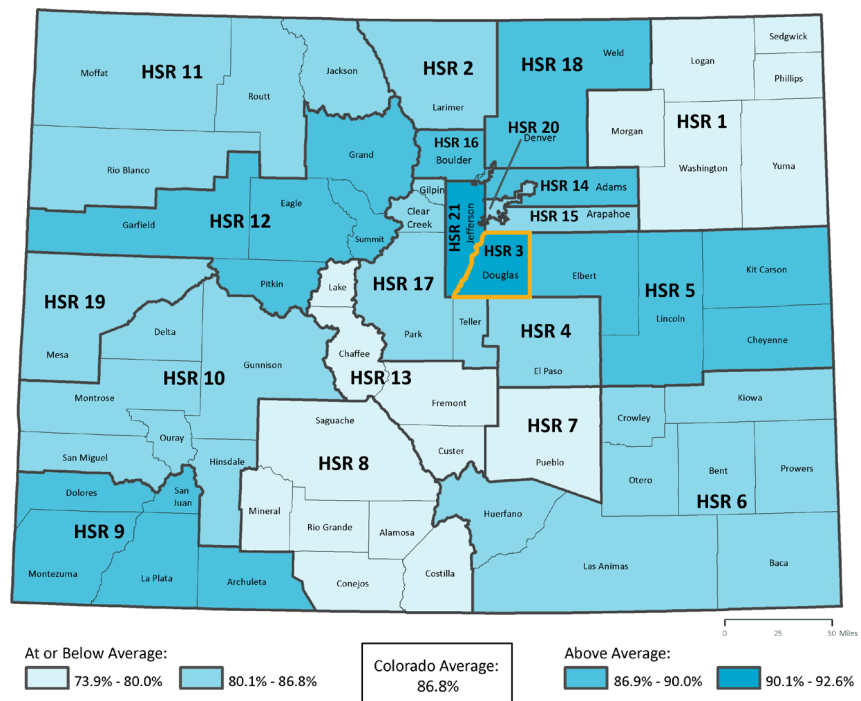 Sedgwick
Logan
Weld
HSR 18
HSR 2
Jackson
HSR 11
Moffat
Phillips
Routt
Larimer
HSR 1
HSR 20
Denver
Morgan
HSR 16
Boulder
Grand
Washington
Yuma
Rio Blanco
Gilpin
HSR 14 Adams
Eagle
Clear
Creek
HSR 21
Jefferson
HSR 15 Arapahoe
Garfield
HSR 12
Summit
HSR 3
Douglas
Elbert
Kit Carson
Pitkin
Lake
HSR 17
HSR 5
Lincoln
HSR 19
Teller
Delta
Park
HSR 4
Cheyenne
Mesa
Chaffee
Gunnison
HSR 10
HSR 13
El Paso
Montrose
Kiowa
Fremont
Saguache
Crowley
HSR 7
Ouray
San Miguel
Hinsdale
HSR 8
Custer
Pueblo
Bent
Prowers
Otero
Dolores
San
Juan
HSR 6
Mineral
Huerfano
Rio Grande
Alamosa
HSR 9
Las Animas
Baca
Montezuma
La Plata
Archuleta
Conejos
Costilla
0 25 50 Miles
At or Below Average:
73.9% - 80.0%
80.1% - 86.8%
Colorado Average:
86.8%
Above Average:
86.9% - 90.0%
90.1% - 92.6%